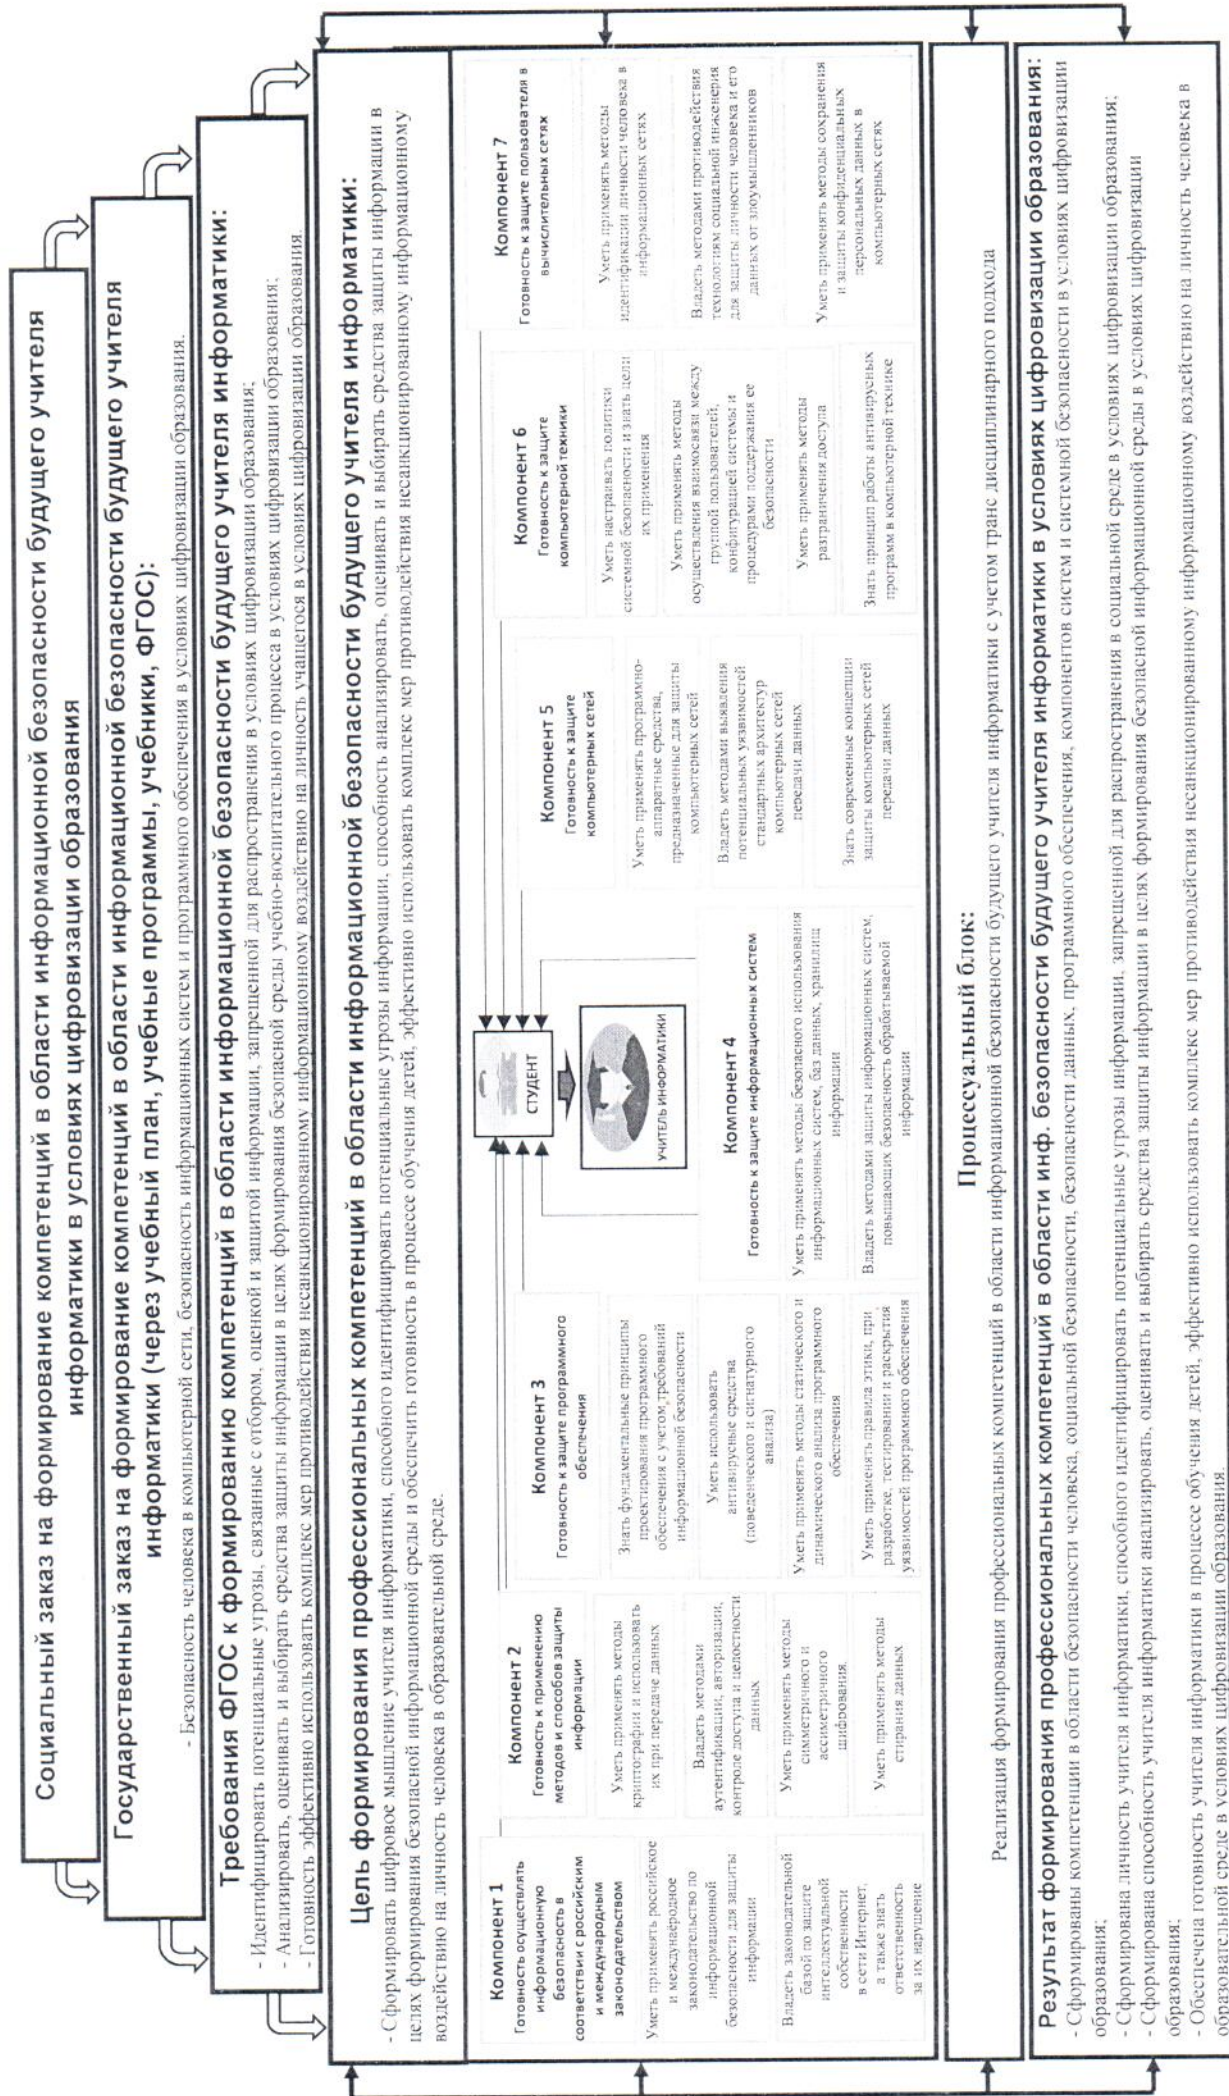 Социальный заказ на формирование компетенций в области информационной безопасности будущего учителя
информатики в условиях цифровизации образования
Государственный заказ на формирование компетенций в области информационной безопасности будущего учителя
информатики (через учебный план, учебные программы, учебники, ФГОС):
- Безопасность человека в компьютерной сети, безопасность информационных систем и программного обеспечения в условиях цифровизации образования.
Требования ФГОС к формированию компетенций в области информационной безопасности будущего учителя информатики:
- Идентифицировать потенциальные угрозы, связанные с отбором, оценкой и защитой информации, запрещенной для распространения в условиях цифровизации образования;
- Анализировать, оценивать и выбирать средства защиты информации в целях формирования безопасной среды учебно-воспитательного процесса в условиях цифровизации образования;
- Готовность эффективно использовать комплекс мер противодействия несанкционированному информационному воздействию на личность учащегося в условиях цифровизации образования.
Цель формирования профессиональных компетенций в области информационной безопасности будущего учителя информатики:
- Сформировать цифровое мышление учителя информатики, способного идентифицировать потенциальные угрозы информации, способность анализировать, оценивать и выбирать средства защиты информации в
целях формирования безопасной информационной среды и обеспечить готовность в процессе обучения детей, эффективно использовать комплекс мер противодействия несанкционированному информационному
воздействию на личность человека в образовательной среде.
СТУДЕНТ
УЧИТЕЛЬ ИНФОРМАТИКИ
Компонент 1
Готовность осуществлять
информационную
безопасность в
соответствии с российским
и международным
законодательством
Уметь применять российское
и международное
законодательство по
информационной
безопасности для защиты
информации
Владеть законодательной
базой по защите
интеллектуальной
собственности
в сети Интернет,
а также знать
ответственность
за их нарушение
Компонент 2
Готовность к применению
методов и способов защиты
информации
Уметь применять методы
криптографии и использовать
их при передаче данных
Владеть методами
аутентификации, авторизации,
контроле доступа и целостности
данных
Уметь применять методы
симметричного и
ассиметричного
шифрования.
Уметь применять методы
стирания данных
Компонент 3
Готовность к защите программного
обеспечения
Знать фундаментальные принципы
проектирования программного
обеспечения с учетом требований
информационной безопасности
Уметь использовать
антивирусные средства
(поведенческого и сигнатурного
анализа)
Уметь применять методы статического и
динамического анализа программного
обеспечения
Уметь применять правила этики, при
разработке, тестировании и раскрытия
уязвимостей программного обеспечения
Компонент 4
Готовность к защите информационных систем
Уметь применять методы безопасного использования
информационных систем, баз данных, хранилищ
информации
Владеть методами защиты информационных систем,
повышающих безопасность обрабатываемой
информации
Компонент 5
Готовность к защите
компьютерных сетей
Уметь применять программно-
аппаратные средства,
предназначенные для защиты
компьютерных сетей
Владеть методами выявления
потенциальных уязвимостей
стандартных архитектур
компьютерных сетей
передачи данных
Знать современные концепции
защиты компьютерных сетей
передачи данных
Компонент 6
Готовность к защите
компьютерной техники
Уметь настраивать политики
системной безопасности и знать цели
их применения
Уметь применять методы
осуществления взаимосвязи между
группой пользователей,
конфигурацией системы и
процедурами поддержания ее
безопасности
Уметь применять методы
разграничения доступа
Знать принцип работы антивирусных
программ в компьютерной технике
Компонент 7
Готовность к защите пользователя в
вычислительных сетях
Уметь применять методы
идентификации личности человека в
информационных сетях
Владеть методами противодействия
технологиям социальной инженерия
для защиты личности человека и его
данных от злоумышленников
Уметь применять методы сохранения
и защиты конфиденциальных
персональных данных в
компьютерных сетях
Процессуальный блок:
Реализация формирования профессиональных компетенций в области информационной безопасности будущего учителя информатики с учетом транс дисциплинарного подхода
Результат формирования профессиональных компетенций в области инф. безопасности будущего учителя информатики в условиях цифровизации образования:
- Сформированы компетенции в области безопасности человека, социальной безопасности, безопасности данных, программного обеспечения, компонентов систем и системной безопасности в условиях цифровизации
образования;
- Сформирована личность учителя информатики, способного идентифицировать потенциальные угрозы информации, запрещенной для распространения в социальной среде в условиях цифровизации образования;
- Сформирована способность учителя информатики анализировать, оценивать и выбирать средства защиты информации в целях формирования безопасной информационной среды в условиях цифровизации
образования;
- Обеспечена готовность учителя информатики в процессе обучения детей, эффективно использовать комплекс мер противодействия несанкционированному информационному воздействию на личность человека в
образовательной среде в условиях цифровизации образования.